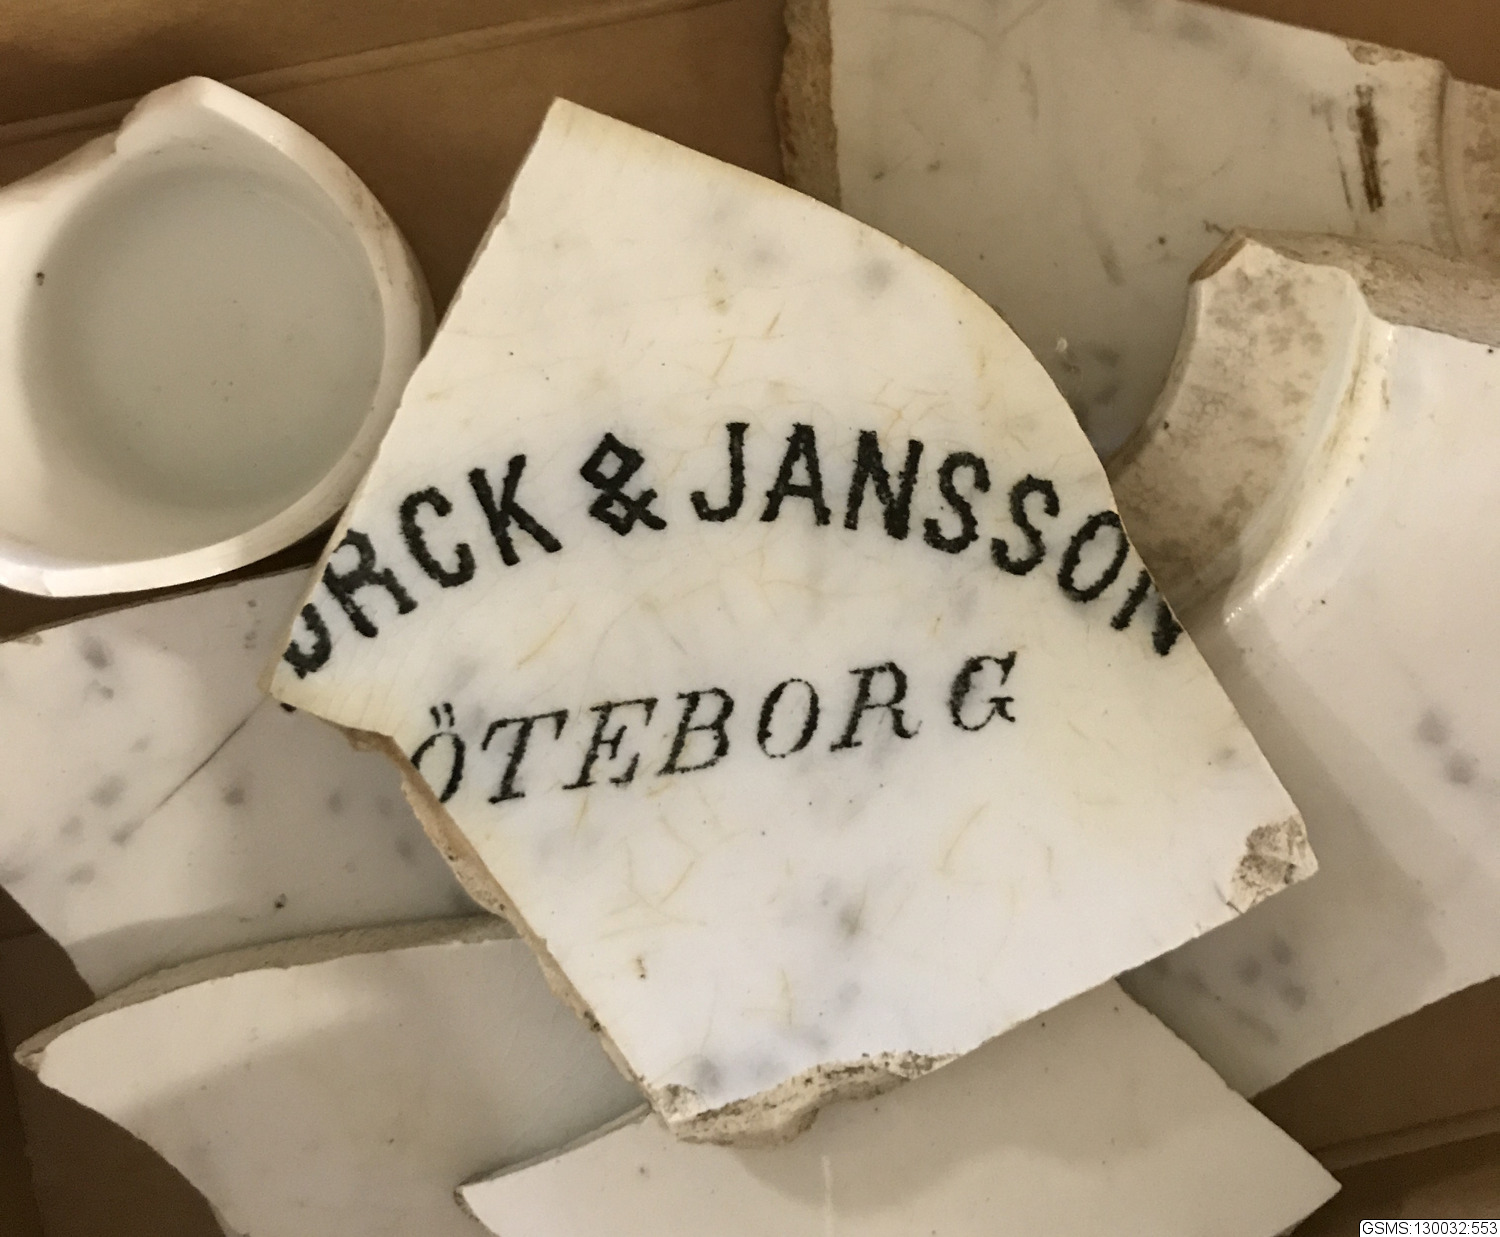 ÖRCK & JANSSON
ÖTEBORG
GSMS:130032:553